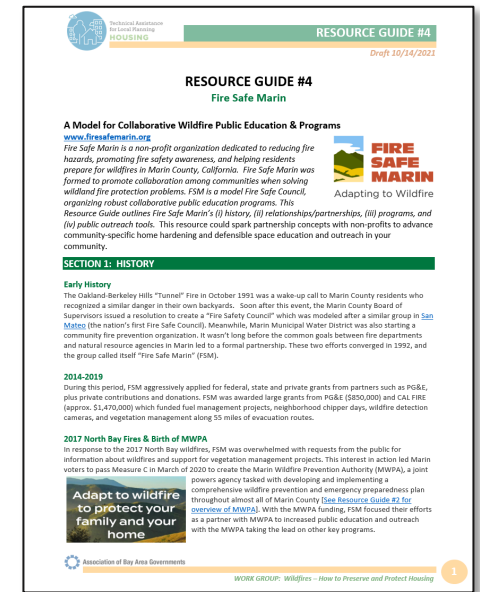 Technical Assistance
for Local Planning
HOUSING
RESOURCE GUIDE #4
Draft 10/14/2021
RESOURCE GUIDE #4
Fire Safe Marin
A Model for Collaborative Wildfire Public Education & Programs
www.firesafemarin.org
Fire Safe Marin is a non-profit organization dedicated to reducing fire
hazards, promoting fire safety awareness, and helping residents
prepare for wildfires in Marin County, California. Fire Safe Marin was
formed to promote collaboration among communities when solving
wildland fire protection problems. FSM is a model Fire Safe Council,
organizing robust collaborative public education programs. This
Resource Guide outlines Fire Safe Marin's (i) history, (ii) relationships/partnerships, (iii) programs, and
(iv) public outreach tools. This resource could spark partnership concepts with non-profits to advance
community-specific home hardening and defensible space education and outreach in your
community.
FIRE
SAFE
MARIN
Adapting to Wildfire
SECTION 1: HISTORY
Early History
The Oakland-Berkeley Hills "Tunnel" Fire in October 1991 was a wake-up call to Marin County residents who
recognized a similar danger in their own backyards. Soon after this event, the Marin County Board of
Supervisors issued a resolution to create a "Fire Safety Council" which was modeled after a similar group in San
Mateo (the nation's first Fire Safe Council). Meanwhile, Marin Municipal Water District was also starting a
community fire prevention organization. It wasn't long before the common goals between fire departments
and natural resource agencies in Marin led to a formal partnership. These two efforts converged in 1992, and
the group called itself "Fire Safe Marin" (FSM).
2014-2019
During this period, FSM aggressively applied for federal, state and private grants from partners such as PG&E,
plus private contributions and donations. FSM was awarded large grants from PG&E ($850,000) and CAL FIRE
(approx. $1,470,000) which funded fuel management projects, neighborhood chipper days, wildfire detection
cameras, and vegetation management along 55 miles of evacuation routes.
2017 North Bay Fires & Birth of MWPA
In response to the 2017 North Bay wildfires, FSM was overwhelmed with requests from the public for
information about wildfires and support for vegetation management projects. This interest in action led Marin
voters to pass Measure C in March of 2020 to create the Marin Wildfire Prevention Authority (MWPA), a joint
powers agency tasked with developing and implementing a
comprehensive wildfire prevention and emergency preparedness plan
throughout almost all of Marin County [See Resource Guide #2 for
overview of MWPA]. With the MWPA funding, FSM focused their efforts
as a partner with MWPA to increased public education and outreach
with the MWPA taking the lead on other key programs.
Adapt to wildfire
to protect your
family and your
home
Association of Bay Area Governments
1
WORK GROUP: Wildfires – How to Preserve and Protect Housing